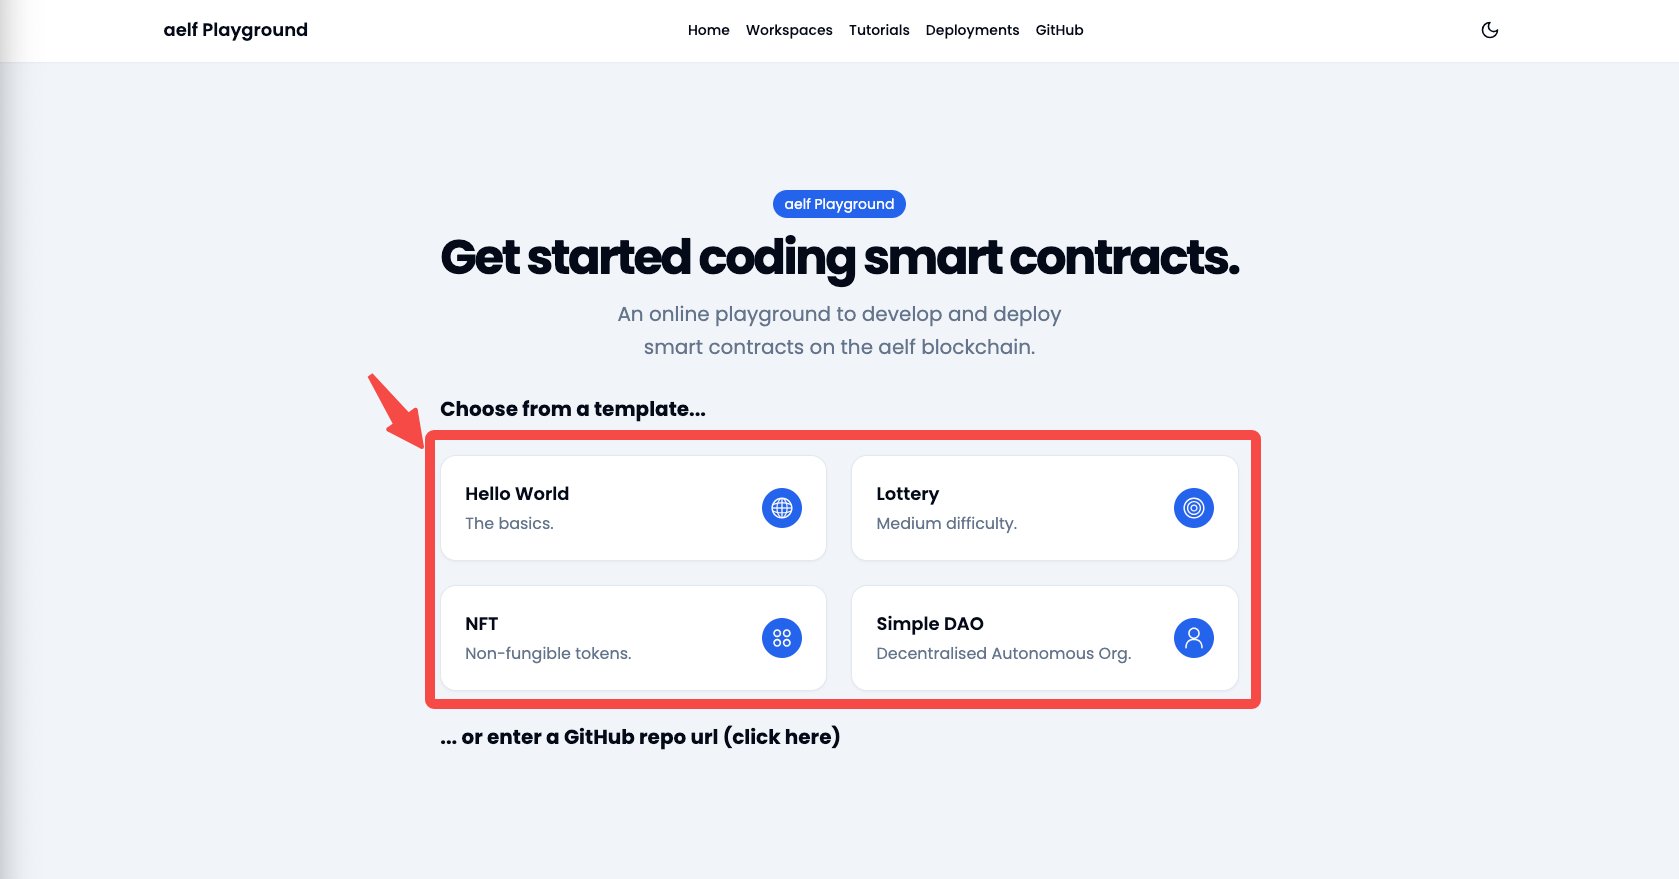 aelf Playground
Home Workspaces Tutorials Deployments GitHub
aelf Playground
Get started coding smart contracts.
An online playground to develop and deploy
smart contracts on the aelf blockchain.
Choose from a template...
Hello World
The basics.
Lottery
Medium difficulty.
NFT
Non-fungible tokens.
Simple DAO
Decentralised Autonomous Org.
... or enter a GitHub repo url (click here)